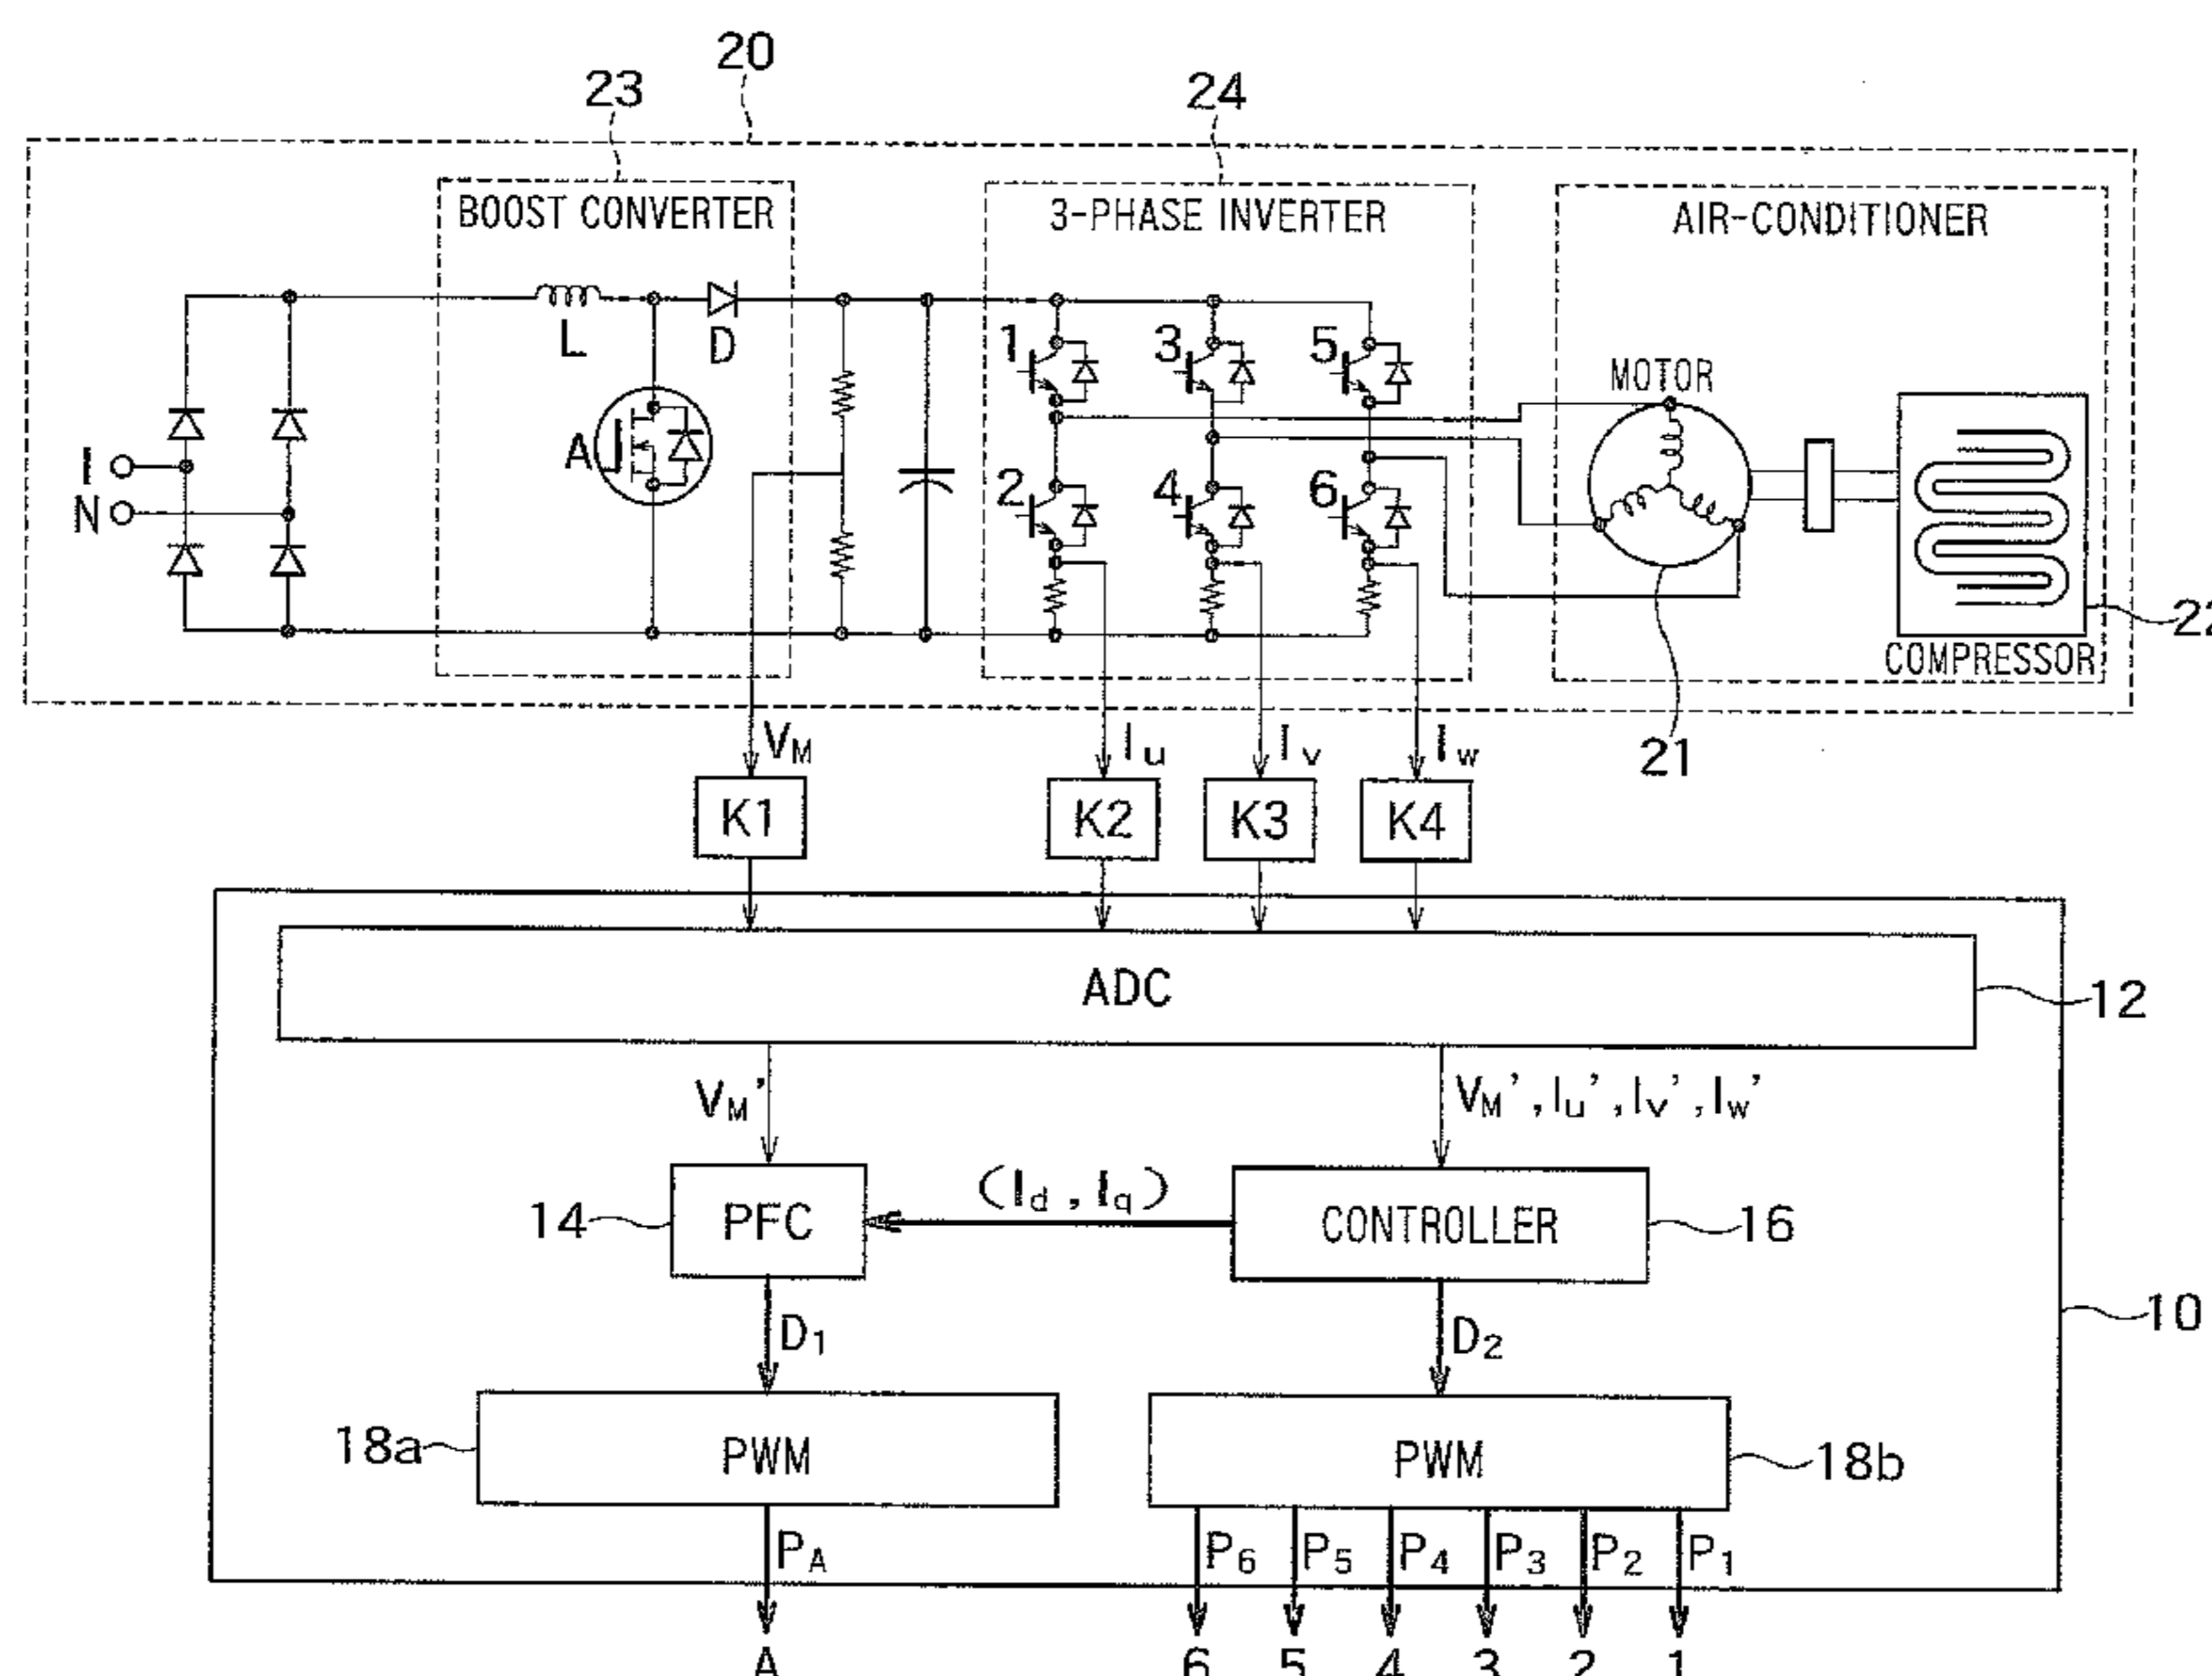 20
23
24
BOOST CONVERTER
3-PHASE INVERTER
AIR-CONDITIONER
L
D
1
3
5
MOTOR
A
I
N
2
4
6
22
COMPRESSOR
21
VM
Iu
Iv
Iw
K1
K2
K3
K4
ADC
12
VM'
VM', Iu', Iv', Iw'
(Id, Iq)
14
PFC
CONTROLLER
16
10
D1
D2
18a
PWM
PWM
18b
PA
P6
P5
P4
P3
P2
P1
A
6
5
4
3
2
1